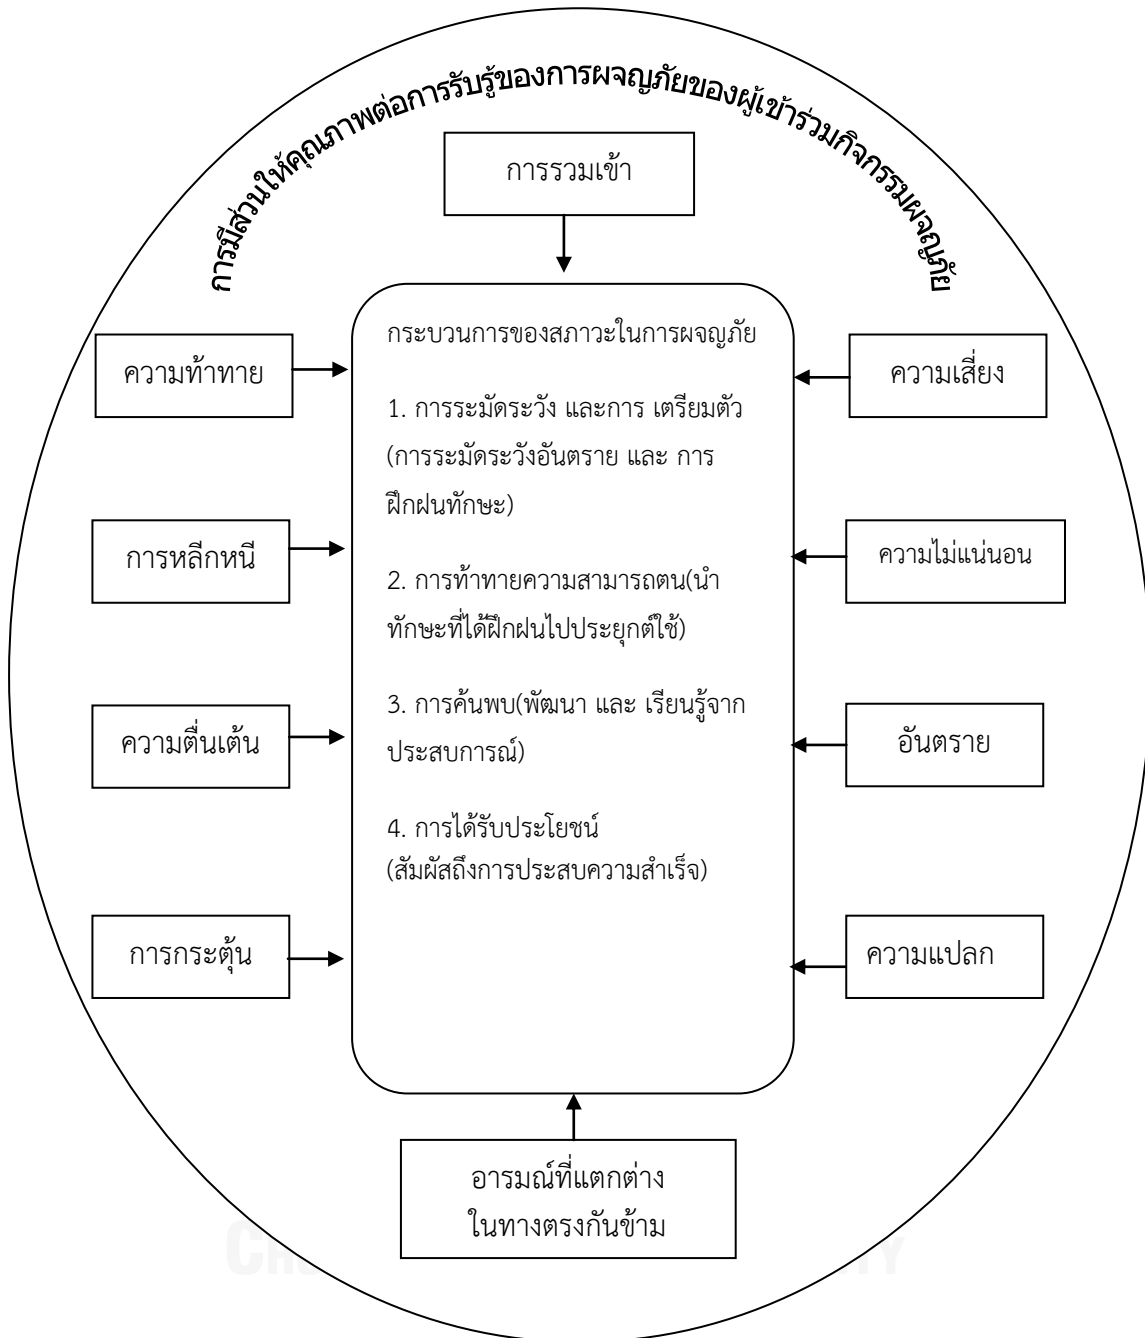 การมีส่วนให้คุณภาพต่อการรับรู้ของการผจญภัยของผู้เข้าร่วมกิจกรรมผจญภัย
การรวมเข้า
กระบวนการของสภาวะในการผจญภัย
ความท้าทาย
ความเสี่ยง
1. การระมัดระวัง และการ เตรียมตัว
(การระมัดระวังอันตราย และ การ
ฝึกฝนทักษะ)
การหลีกหนี
ความไม่แน่นอน
2. การท้าทายความสามารถตน(นำ
ทักษะที่ได้ฝึกฝนไปประยุกต์ใช้)
3. การค้นพบ(พัฒนา และ เรียนรู้จาก
ประสบการณ์)
ความตื่นเต้น
อันตราย
4. การได้รับประโยชน์
(สัมผัสถึงการประสบความสำเร็จ)
การกระตุ้น
ความแปลก
อารมณ์ที่แตกต่าง
ในทางตรงกันข้าม